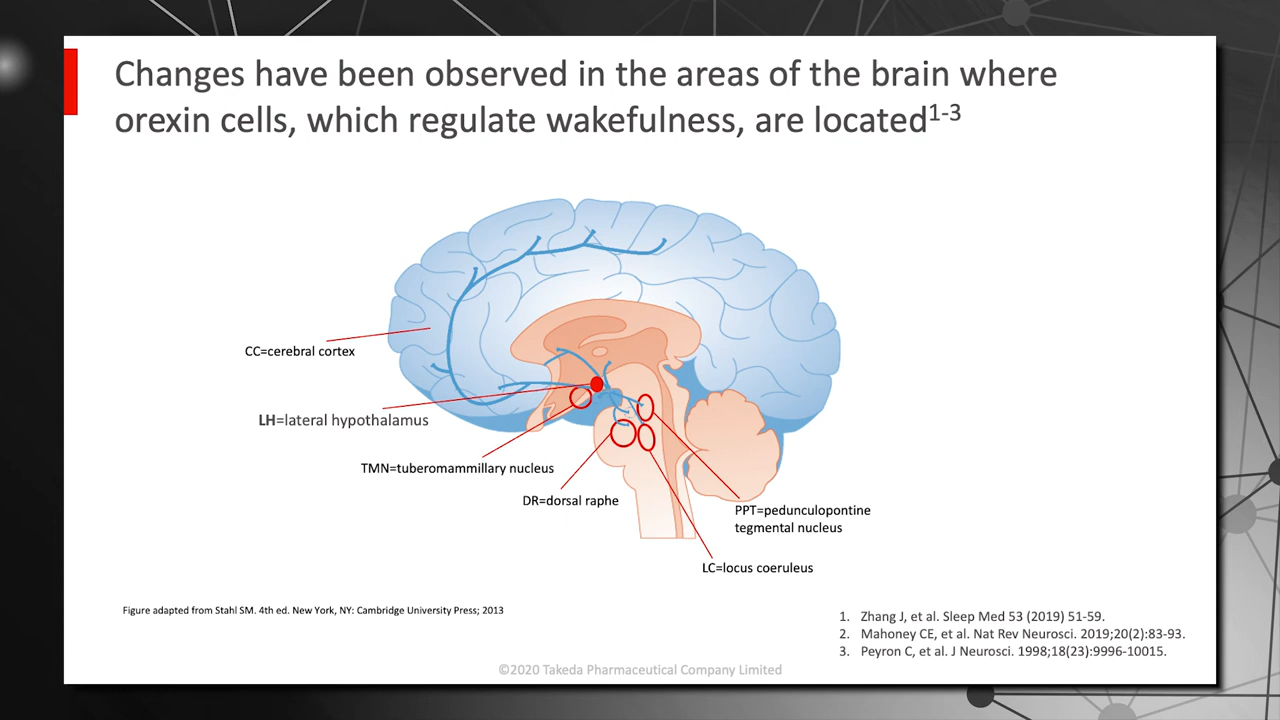 Changes have been observed in the areas of the brain where
orexin cells, which regulate wakefulness, are located1-3
CC=cerebral cortex
LH=lateral hypothalamus
TMN=tuberomammillary nucleus
DR=dorsal raphe
PPT=pedunculopontine
tegmental nucleus
LC=locus coeruleus
Figure adapted from Stahl SM. 4th ed. New York, NY: Cambridge University Press; 2013
1. Zhang J, et al. Sleep Med 53 (2019) 51-59.
2. Mahoney CE, et al. Nat Rev Neurosci. 2019;20(2):83-93.
3. Peyron C, et al. J Neurosci. 1998;18(23):9996-10015.
©2020 Takeda Pharmaceutical Company Limited